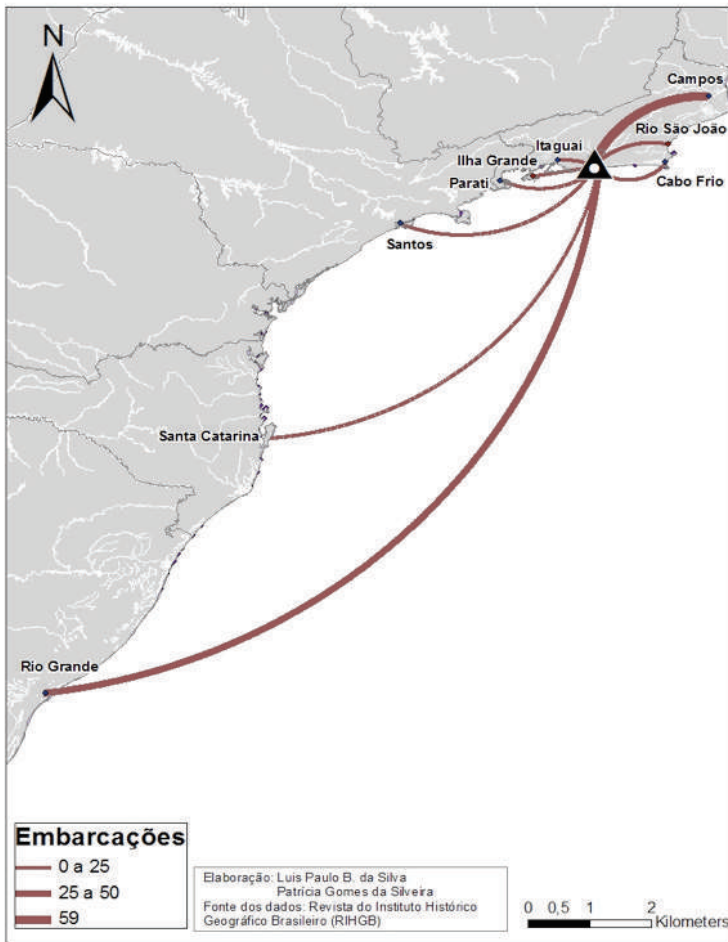 N
Campos
Rio São João
Itaguai
Ilha Grande
Parati
Cabo Frio
Santos
Santa Catarina
Rio Grande
Embarcações
0 a 25
25 a 50
59
Elaboração: Luis Paulo B. da Silva
Patrícia Gomes da Silveira
Fonte dos dados: Revista do Instituto Histórico
Geográfico Brasileiro (RIHGB)
0 0,5 1 2
Kilometers